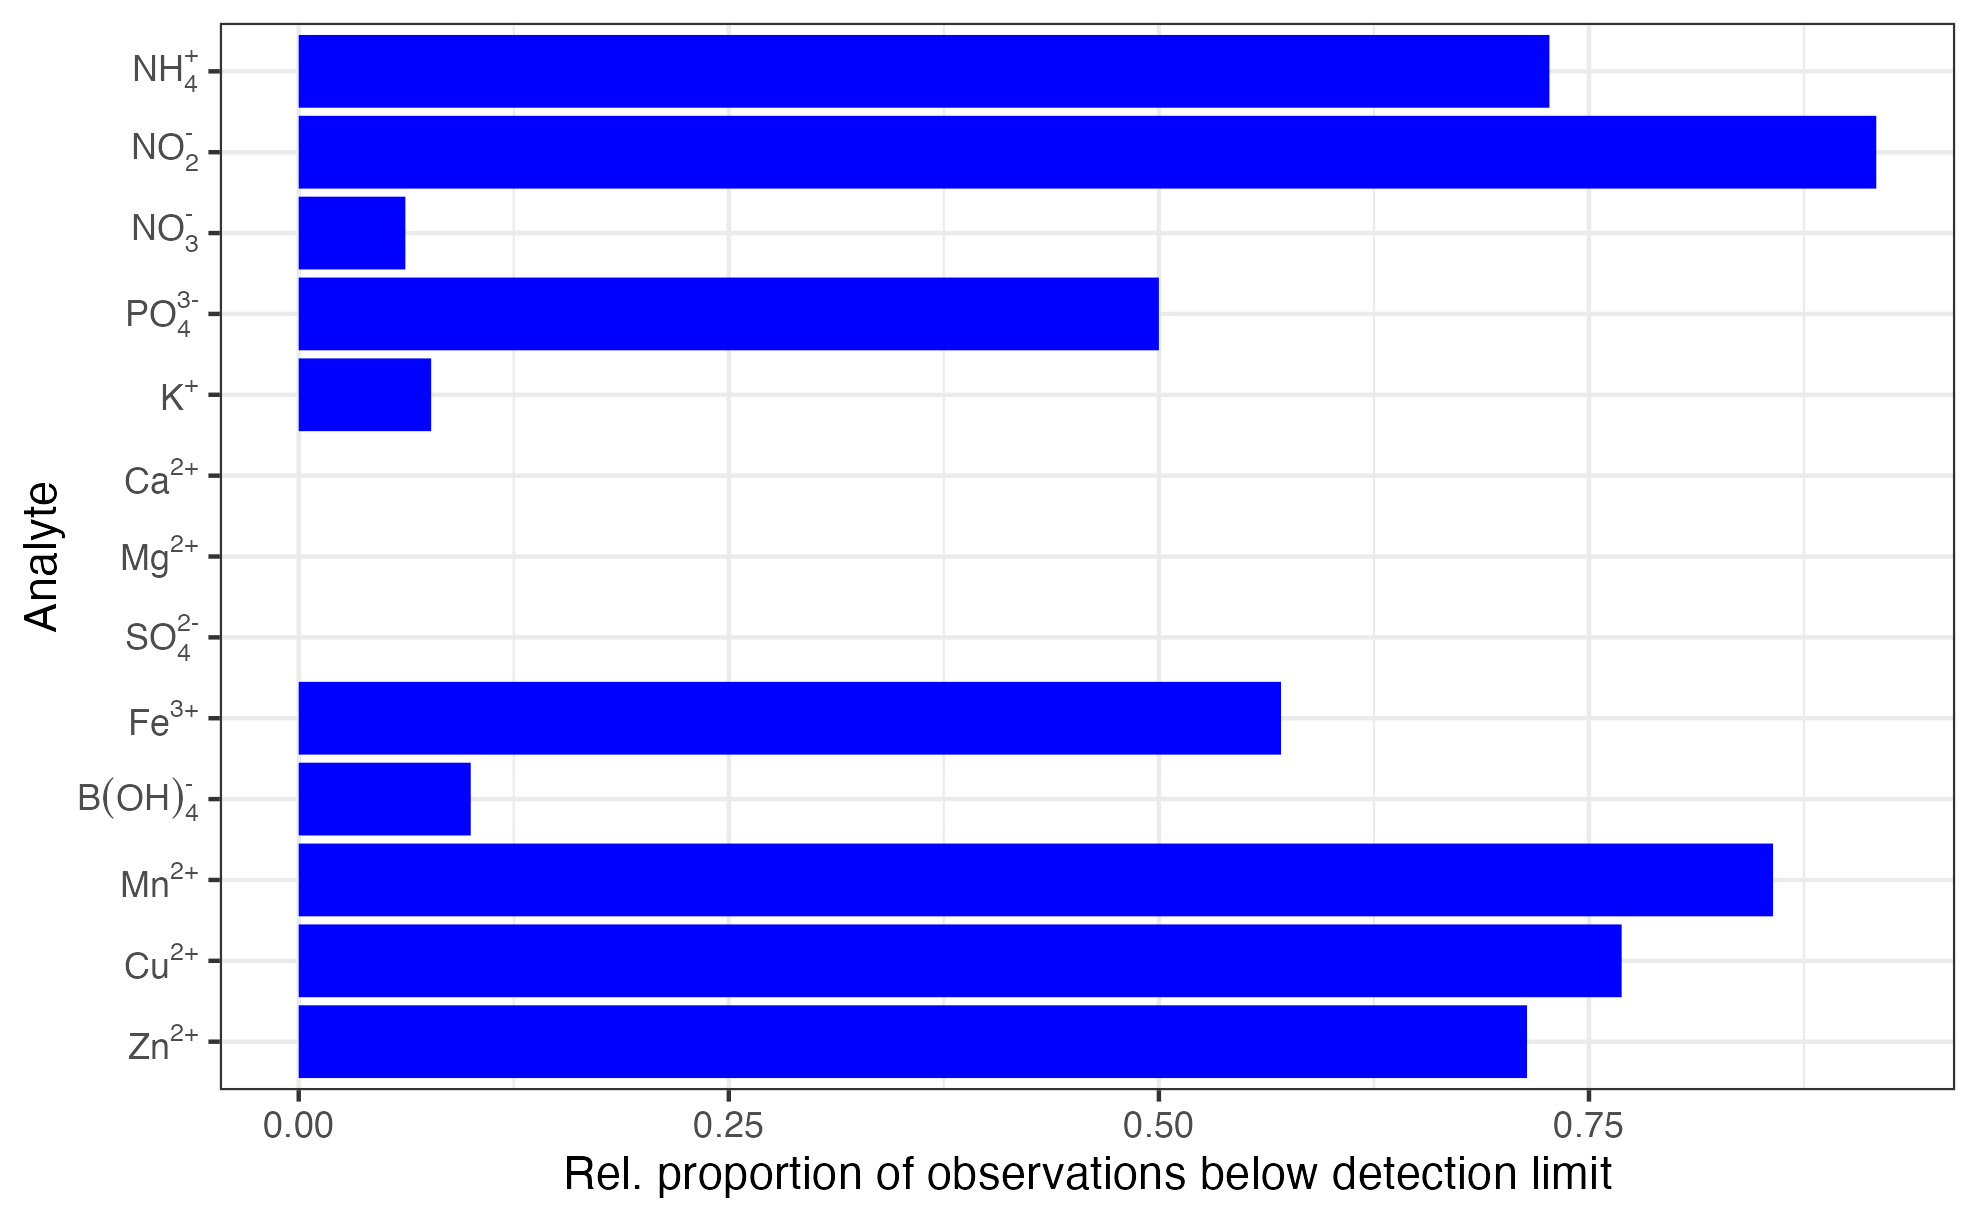 NH₄⁺
NO₂⁻
NO₃⁻
PO₄³⁻
K⁺
Ca²⁺
Mg²⁺
SO₄²⁻
Fe³⁺
B(OH)₄⁻
Mn²⁺
Cu²⁺
Zn²⁺
Analyte
0.00 0.25 0.50 0.75
Rel. proportion of observations below detection limit